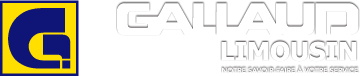 G
GALLAUD
LIMOUSIN
NOTRE SAVOIR-FAIRE À VOTRE SERVICE